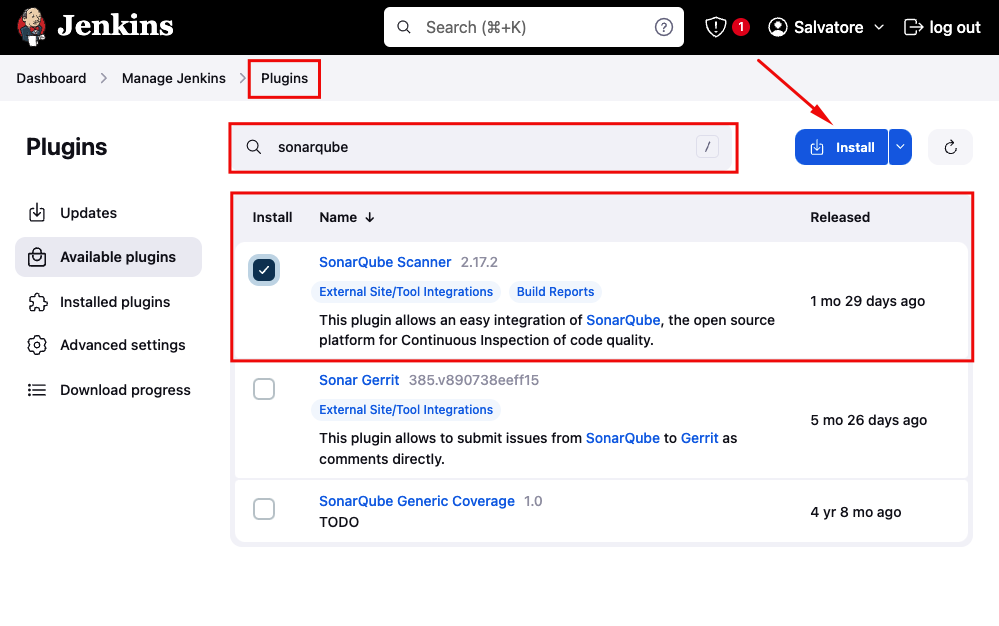 Jenkins
Search (⌘+K)
?
1
Salvatore
log out
Dashboard
Manage Jenkins
Plugins
Plugins
sonarqube
/
Install
Updates
Available plugins
Installed plugins
Advanced settings
Download progress
Install
Name ↓
Released
SonarQube Scanner 2.17.2
External Site/Tool Integrations
Build Reports
This plugin allows an easy integration of SonarQube, the open source
platform for Continuous Inspection of code quality.
1 mo 29 days ago
Sonar Gerrit 385.v890738eeff15
External Site/Tool Integrations
This plugin allows to submit issues from SonarQube to Gerrit as
comments directly.
5 mo 26 days ago
SonarQube Generic Coverage 1.0
TODO
4 yr 8 mo ago